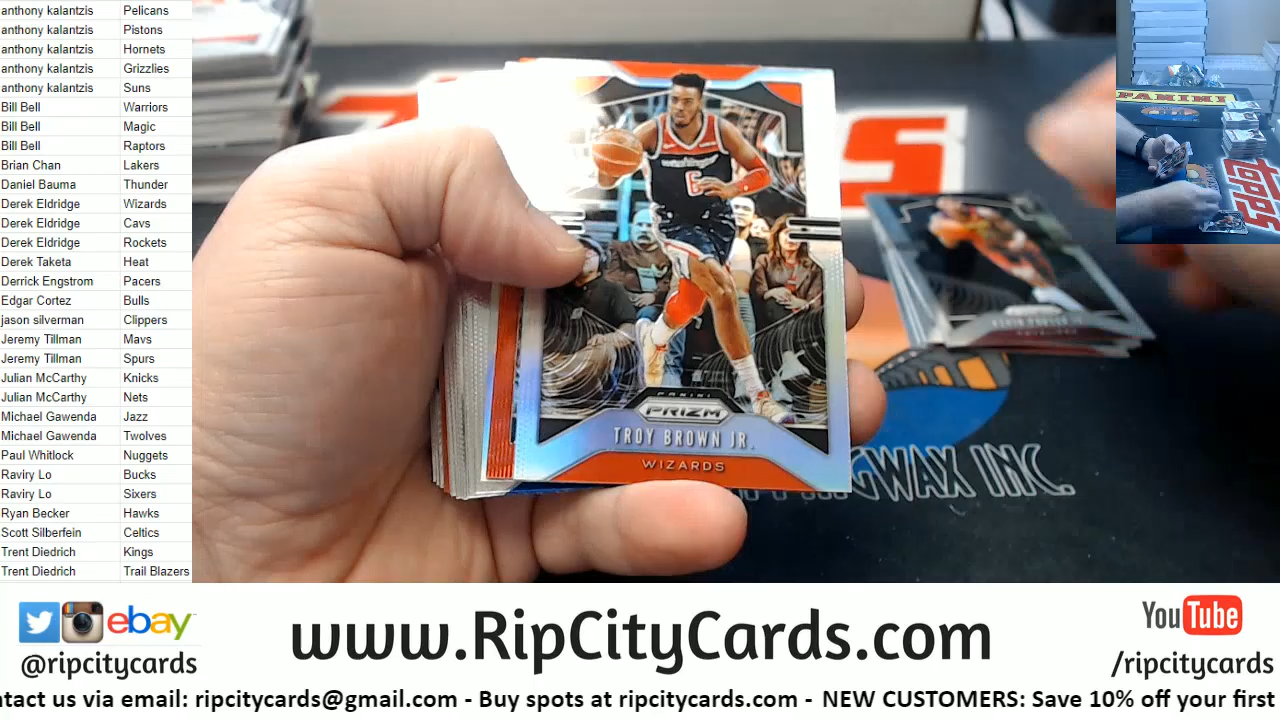 anthony kalantzis Pelicans
anthony kalantzis Pistons
anthony kalantzis Hornets
anthony kalantzis Grizzlies
anthony kalantzis Suns
Bill Bell Warriors
Bill Bell Magic
Bill Bell Raptors
Brian Chan Lakers
Daniel Bauma Thunder
Derek Eldridge Wizards
Derek Eldridge Cavs
Derek Eldridge Rockets
Derek Taketa Heat
Derrick Engstrom Pacers
Edgar Cortez Bulls
jason silverman Clippers
Jeremy Tillman Mavs
Jeremy Tillman Spurs
Julian McCarthy Knicks
Julian McCarthy Nets
Michael Gawenda Jazz
Michael Gawenda Twolves
Paul Whitlock Nuggets
Raviry Lo Bucks
Raviry Lo Sixers
Ryan Becker Hawks
Scott Silberfein Celtics
Trent Diedrich Kings
Trent Diedrich Trail Blazers
6
PANINI
PRIZM
TROY BROWN JR.
WIZARDS
WAX INC.
PANINI
TOPPS
ebay
@ripcitycards
www.RipCityCards.com
YouTube
/ripcitycards
ntact us via email: ripcitycards@gmail.com - Buy spots at ripcitycards.com - NEW CUSTOMERS: Save 10% off your first